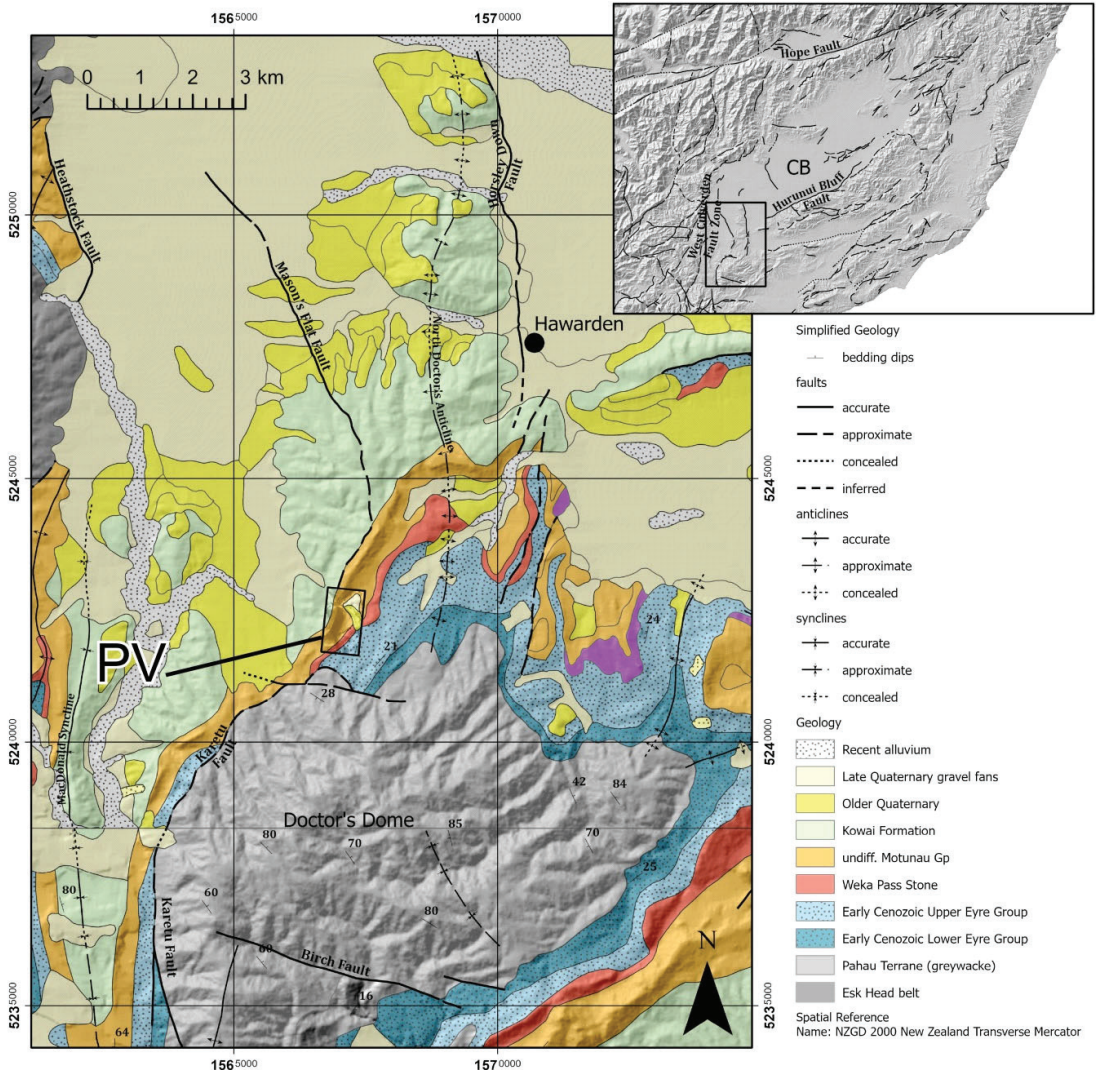 1565000
1570000
0 1 2 3 km
Hope Fault
CB
Hurunui Bluff
Fault
West Culverden
Fault Zone
Heathstock Fault
Horsley Down
Fault
5250000
5250000
Mason's Flat Fault
North Doctor's Anticline
Hawarden
5245000
5245000
PV
21
24
28
MacDonald Syncline
Karetu
Fault
5240000
5240000
42
84
Doctor's Dome
80
70
85
70
25
80
60
80
Karetu Fault
60
Birch Fault
16
64
5235000
5235000
N
1565000
1570000
Simplified Geology
bedding dips
faults
accurate
approximate
concealed
inferred
anticlines
accurate
approximate
concealed
synclines
accurate
approximate
concealed
Geology
Recent alluvium
Late Quaternary gravel fans
Older Quaternary
Kowai Formation
undiff. Motunau Gp
Weka Pass Stone
Early Cenozoic Upper Eyre Group
Early Cenozoic Lower Eyre Group
Pahau Terrane (greywacke)
Esk Head belt
Spatial Reference
Name: NZGD 2000 New Zealand Transverse Mercator